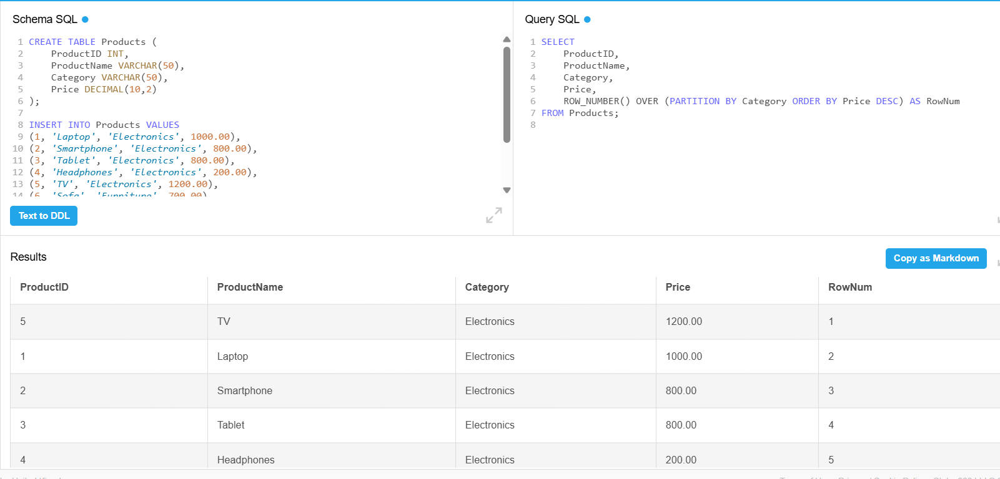 Schema SQL
1 CREATE TABLE Products (
2 ProductID INT,
3 ProductName VARCHAR(50),
4 Category VARCHAR(50),
5 Price DECIMAL(10,2)
6 );
7
8 INSERT INTO Products VALUES
9 (1, 'Laptop', 'Electronics', 1000.00),
10 (2, 'Smartphone', 'Electronics', 800.00),
11 (3, 'Tablet', 'Electronics', 800.00),
12 (4, 'Headphones', 'Electronics', 200.00),
13 (5, 'TV', 'Electronics', 1200.00),
14 (6, 'Sofa', 'Furniture', 700.00)
Text to DDL
Query SQL
1 SELECT
2 ProductID,
3 ProductName,
4 Category,
5 Price,
6 ROW_NUMBER() OVER (PARTITION BY Category ORDER BY Price DESC) AS RowNum
7 FROM Products;
8
Results
Copy as Markdown
ProductID ProductName Category Price RowNum
5 TV Electronics 1200.00 1
1 Laptop Electronics 1000.00 2
2 Smartphone Electronics 800.00 3
3 Tablet Electronics 800.00 4
4 Headphones Electronics 200.00 5